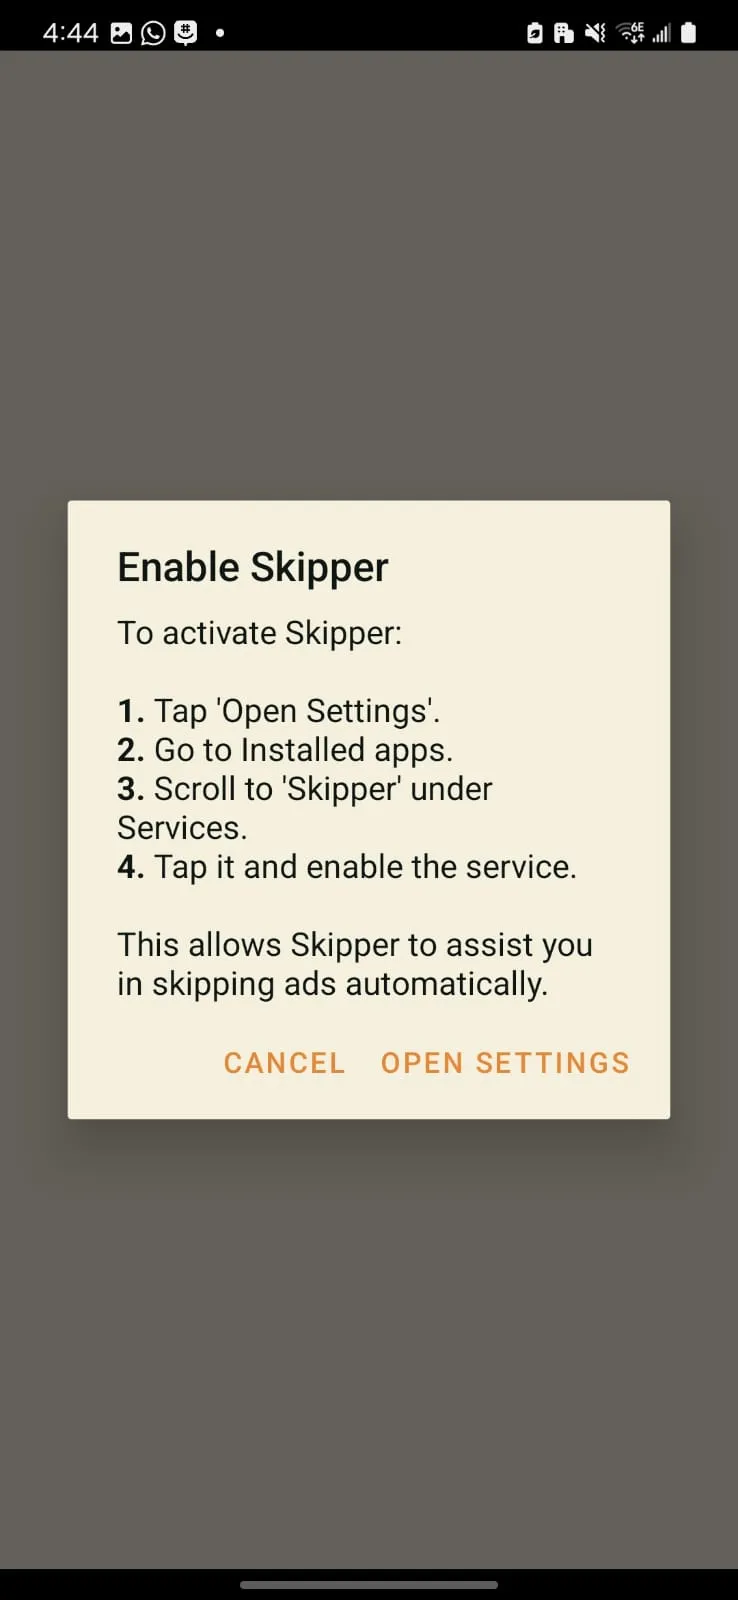 4:44
6E
Enable Skipper
To activate Skipper:
1. Tap 'Open Settings'.
2. Go to Installed apps.
3. Scroll to 'Skipper' under
Services.
4. Tap it and enable the service.
This allows Skipper to assist you
in skipping ads automatically.
CANCEL OPEN SETTINGS